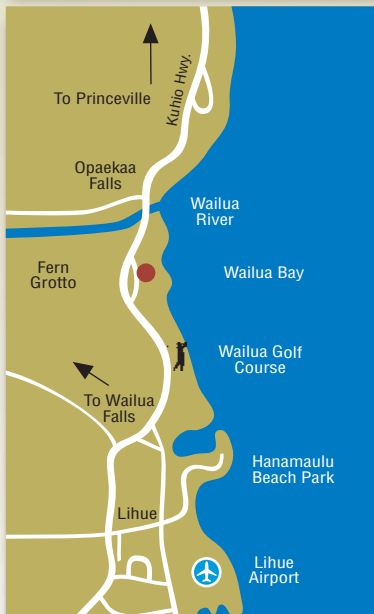 Kuhio Hwy.
To Princeville
Opaekaa
Falls
Wailua
River
Fern
Grotto
Wailua Bay
Wailua Golf
Course
To Wailua
Falls
Hanamaulu
Beach Park
Lihue
Lihue
Airport